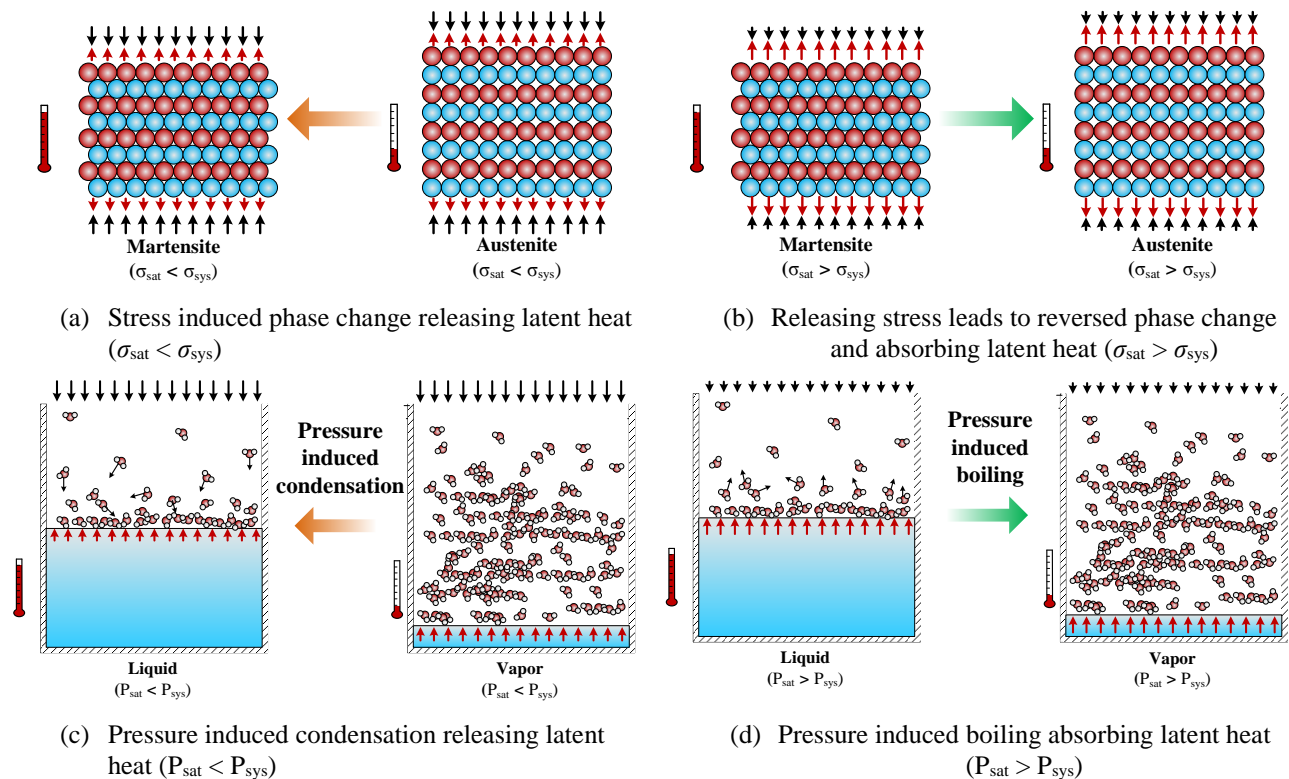 Martensite
(σsat < σsys)
Austenite
(σsat < σsys)
Martensite
(σsat > σsys)
Austenite
(σsat > σsys)
(a) Stress induced phase change releasing latent heat
(σsat < σsys)
(b) Releasing stress leads to reversed phase change
and absorbing latent heat (σsat > σsys)
Pressure
induced
condensation
Liquid
(Psat < Psys)
Vapor
(Psat < Psys)
Pressure
induced
boiling
Liquid
(Psat > Psys)
Vapor
(Psat > Psys)
(c) Pressure induced condensation releasing latent
heat (Psat < Psys)
(d) Pressure induced boiling absorbing latent heat
(Psat > Psys)